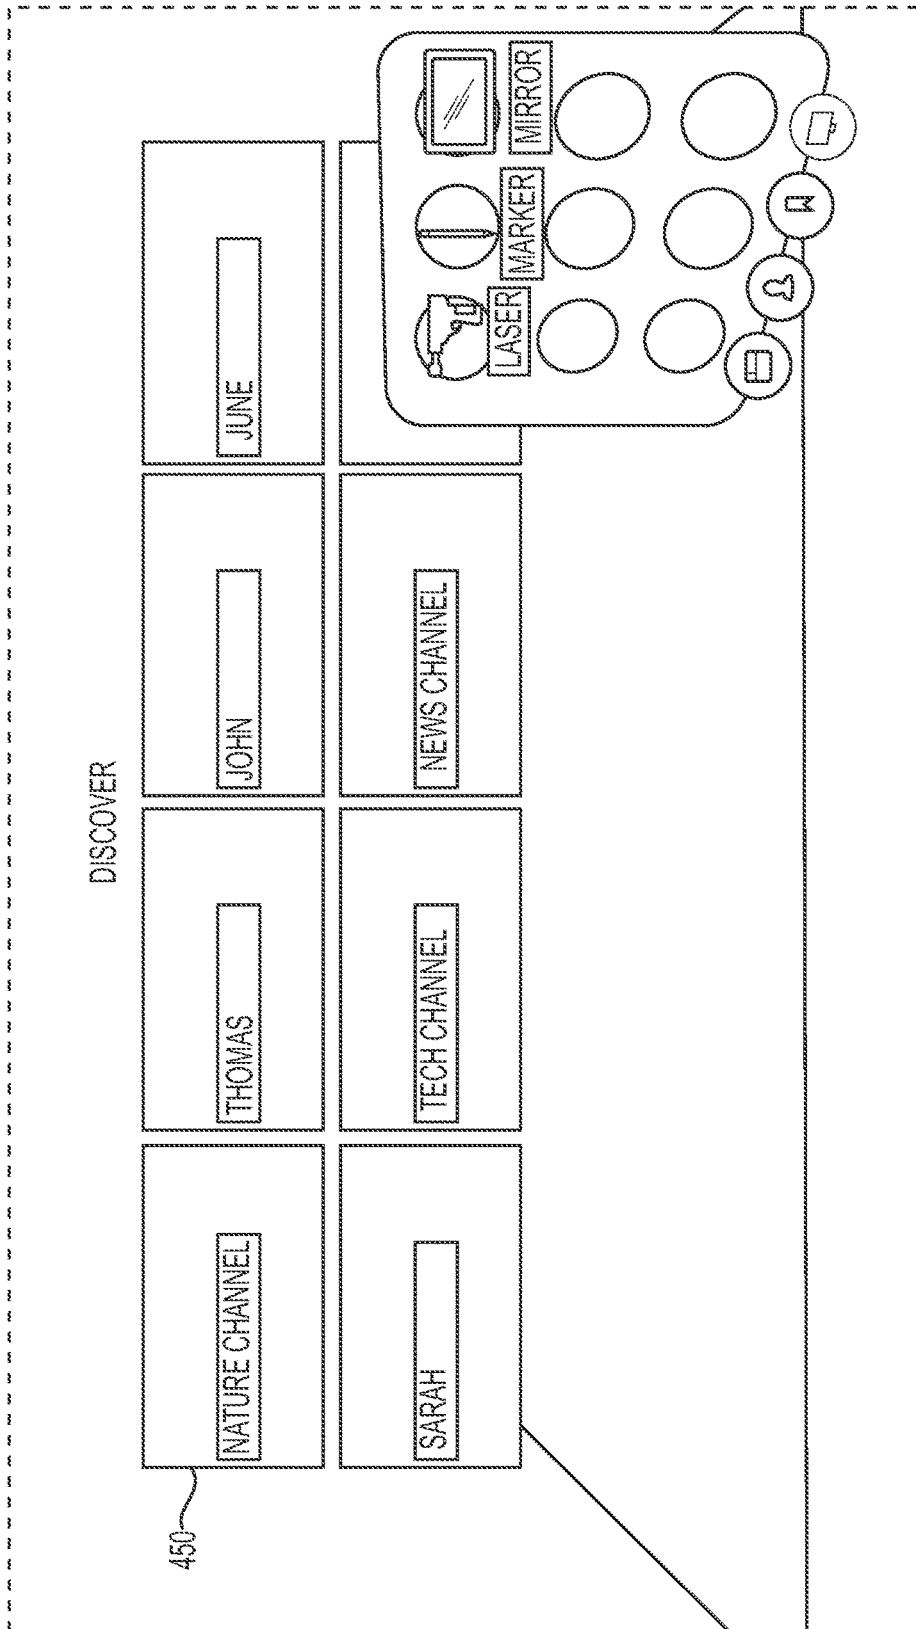 DISCOVER
450
NATURE CHANNEL
THOMAS
JOHN
JUNE
SARAH
TECH CHANNEL
NEWS CHANNEL
LASER
MARKER
MIRROR